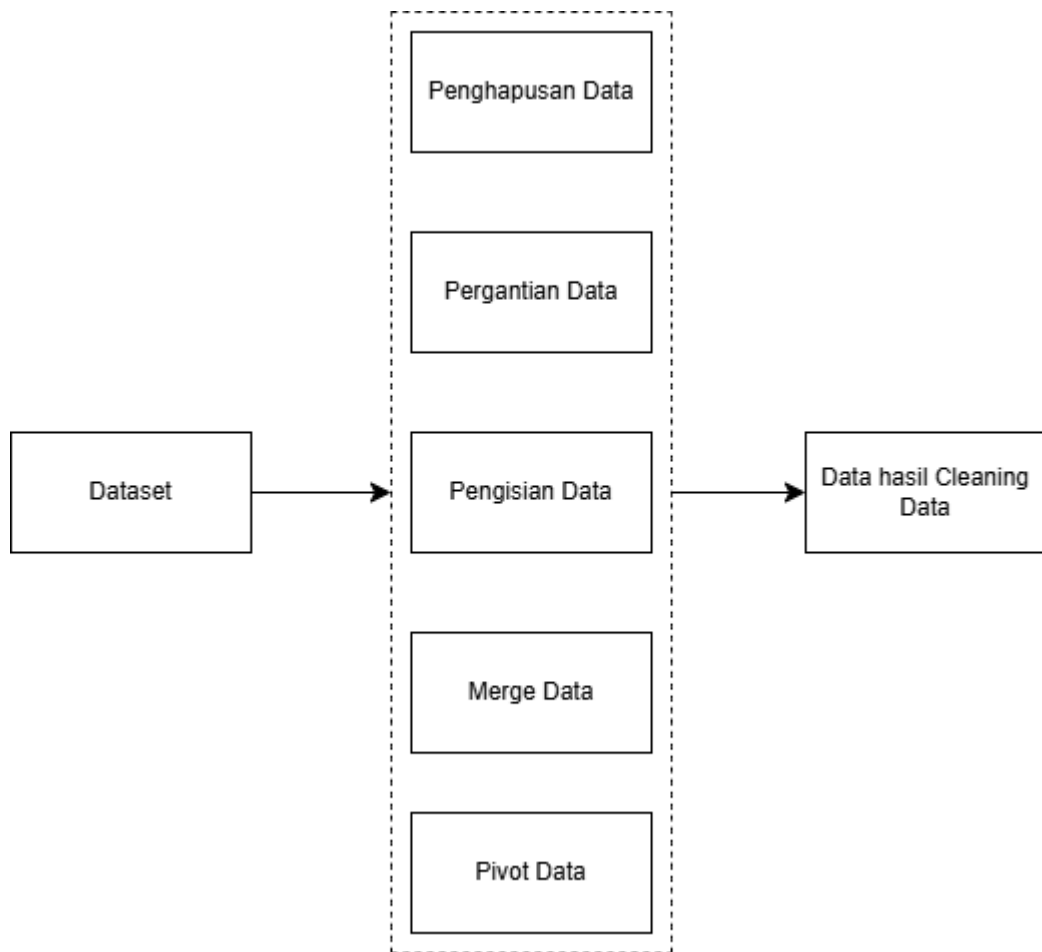 Penghapusan Data
Pergantian Data
Dataset
Pengisian Data
Data hasil Cleaning
Data
Merge Data
Pivot Data